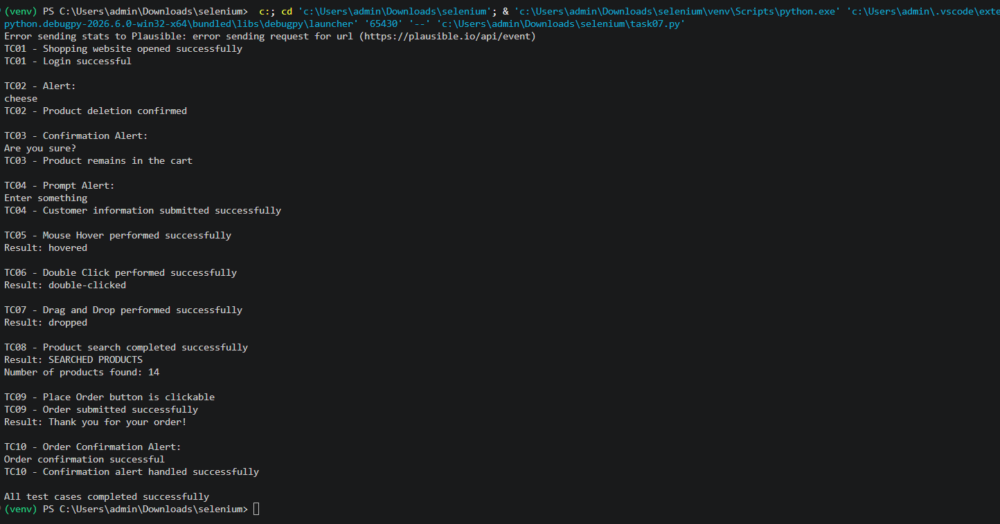 (venv) PS C:\Users\admin\Downloads\selenium>  c:; cd 'c:\Users\admin\Downloads\selenium'; & 'c:\Users\admin\Downloads\selenium\venv\Scripts\python.exe' 'c:\Users\admin\.vscode\exte
python.debugpy-2026.6.0-win32-x64\bundled\libs\debugpy\launcher' '65430' '--' 'c:\Users\admin\Downloads\selenium\task07.py'
Error sending stats to Plausible: error sending request for url (https://plausible.io/api/event)
TC01 - Shopping website opened successfully
TC01 - Login successful
TC02 - Alert:
cheese
TC02 - Product deletion confirmed
TC03 - Confirmation Alert:
Are you sure?
TC03 - Product remains in the cart
TC04 - Prompt Alert:
Enter something
TC04 - Customer information submitted successfully
TC05 - Mouse Hover performed successfully
Result: hovered
TC06 - Double Click performed successfully
Result: double-clicked
TC07 - Drag and Drop performed successfully
Result: dropped
TC08 - Product search completed successfully
Result: SEARCHED PRODUCTS
Number of products found: 14
TC09 - Place Order button is clickable
TC09 - Order submitted successfully
Result: Thank you for your order!
TC10 - Order Confirmation Alert:
Order confirmation successful
TC10 - Confirmation alert handled successfully
All test cases completed successfully
(venv) PS C:\Users\admin\Downloads\selenium>